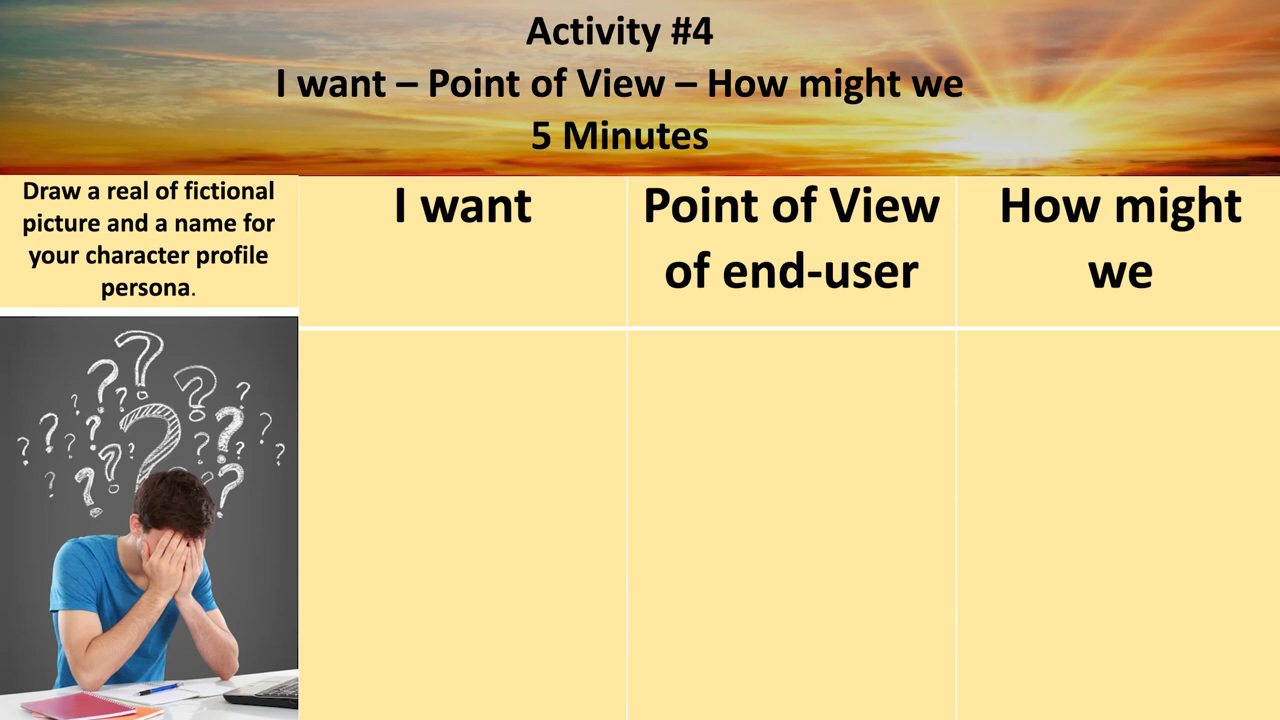 Activity #4
I want – Point of View – How might we
5 Minutes
Draw a real of fictional
picture and a name for
your character profile
persona.
I want
Point of View
of end-user
How might
we